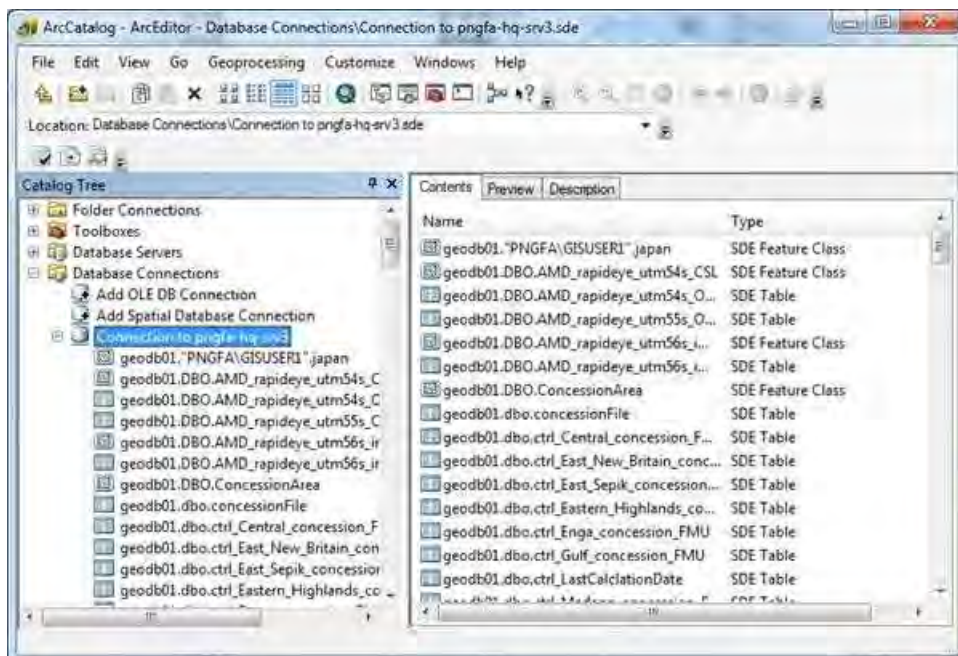 ArcCatalog - ArcEditor - Database Connections\Connection to pngfa-hq-srv3.sde
File Edit View Go Geoprocessing Customize Windows Help
Location: Database Connections\Connection to pngfa-hq-srv3.sde
Catalog Tree
Folder Connections
Toolboxes
Database Servers
Database Connections
Add OLE DB Connection
Add Spatial Database Connection
Connection to pngfa-hq-srv3
geodb01."PNGFA\GISUSER1".japan
geodb01.DBO.AMD_rapideye_utm54s_C
geodb01.DBO.AMD_rapideye_utm54s_C
geodb01.DBO.AMD_rapideye_utm55s_C
geodb01.DBO.AMD_rapideye_utm56s_ir
geodb01.DBO.AMD_rapideye_utm56s_ir
geodb01.DBO.ConcessionArea
geodb01.dbo.concessionFile
geodb01.dbo.ctrl_Central_concession_F
geodb01.dbo.ctrl_East_New_Britain_con
geodb01.dbo.ctrl_East_Sepik_concession
geodb01.dbo.ctrl_Eastern_Highlands_co
Contents Preview Description
Name Type
geodb01."PNGFA\GISUSER1".japan SDE Feature Class
geodb01.DBO.AMD_rapideye_utm54s_CSL SDE Feature Class
geodb01.DBO.AMD_rapideye_utm54s_O... SDE Table
geodb01.DBO.AMD_rapideye_utm55s_O... SDE Table
geodb01.DBO.AMD_rapideye_utm56s_i... SDE Feature Class
geodb01.DBO.AMD_rapideye_utm56s_i... SDE Table
geodb01.DBO.ConcessionArea SDE Feature Class
geodb01.dbo.concessionFile SDE Table
geodb01.dbo.ctrl_Central_concession_F... SDE Table
geodb01.dbo.ctrl_East_New_Britain_conc... SDE Table
geodb01.dbo.ctrl_East_Sepik_concession... SDE Table
geodb01.dbo.ctrl_Eastern_Highlands_co... SDE Table
geodb01.dbo.ctrl_Enga_concession_FMU SDE Table
geodb01.dbo.ctrl_Gulf_concession_FMU SDE Table
geodb01.dbo.ctrl_LastCalclationDate SDE Table